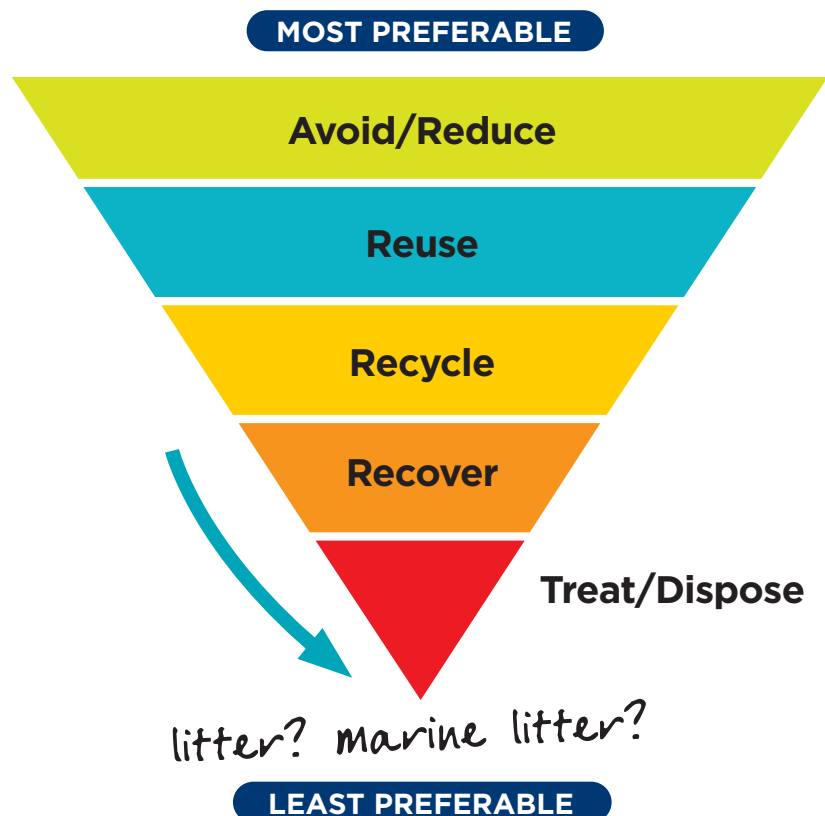 MOST PREFERABLE
Avoid/Reduce
Reuse
Recycle
Recover
Treat/Dispose
litter? marine litter?
LEAST PREFERABLE